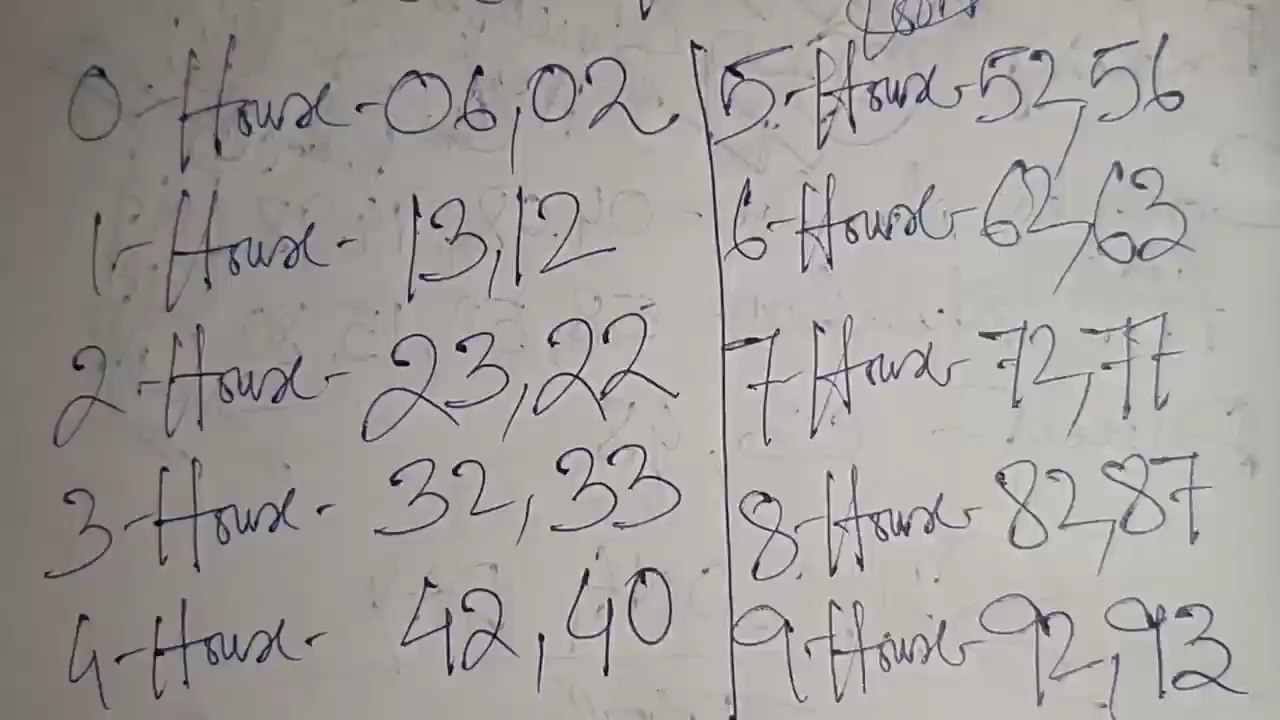 0-House-06,02
1-House-13,12
2-House-23,22
3-House-32,33
4-House-42,40
5-House-52,56
6-House-62,63
7-House-72,77
8-House-82,87
9-House-92,93